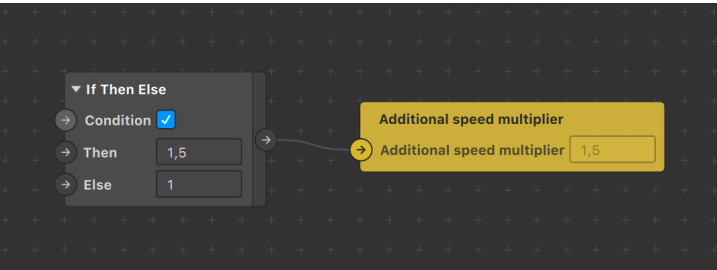 If Then Else
Condition
Then 1,5
Else 1
Additional speed multiplier
Additional speed multiplier 1,5